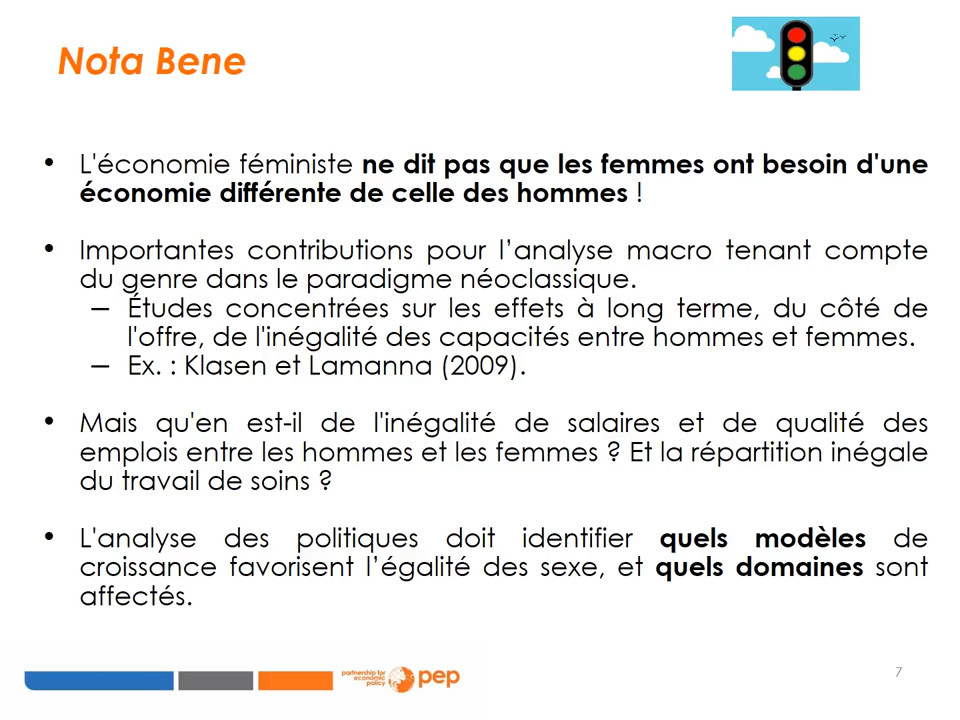 Nota Bene
• L'économie féministe ne dit pas que les femmes ont besoin d'une
économie différente de celle des hommes !
• Importantes contributions pour l’analyse macro tenant compte
du genre dans le paradigme néoclassique.
— Études concentrées sur les effets à long terme, du côté de
l'offre, de l'inégalité des capacités entre hommes et femmes.
— Ex. : Klasen et Lamanna (2009).
• Mais qu'en est-il de l'inégalité de salaires et de qualité des
emplois entre les hommes et les femmes ? Et la répartition inégale
du travail de soins ?
• L'analyse des politiques doit identifier quels modèles de
croissance favorisent l’égalité des sexe, et quels domaines sont
affectés.
partnership for
economic
policy
pep
7